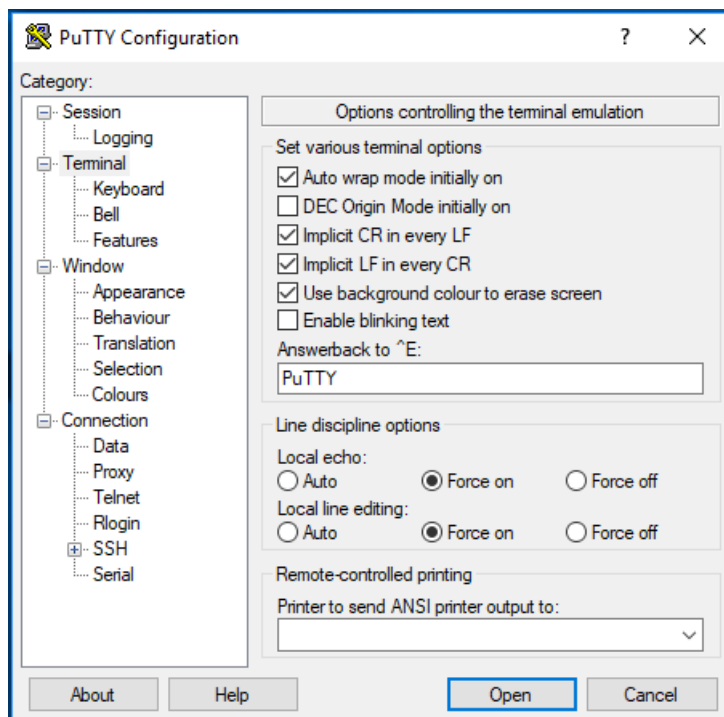 PuTTY Configuration
?
Category:
Session
Logging
Terminal
Keyboard
Bell
Features
Window
Appearance
Behaviour
Translation
Selection
Colours
Connection
Data
Proxy
Telnet
Rlogin
SSH
Serial
Options controlling the terminal emulation
Set various terminal options
Auto wrap mode initially on
DEC Origin Mode initially on
Implicit CR in every LF
Implicit LF in every CR
Use background colour to erase screen
Enable blinking text
Answerback to ^E:
PuTTY
Line discipline options
Local echo:
Auto Force on Force off
Local line editing:
Auto Force on Force off
Remote-controlled printing
Printer to send ANSI printer output to:
About Help Open Cancel